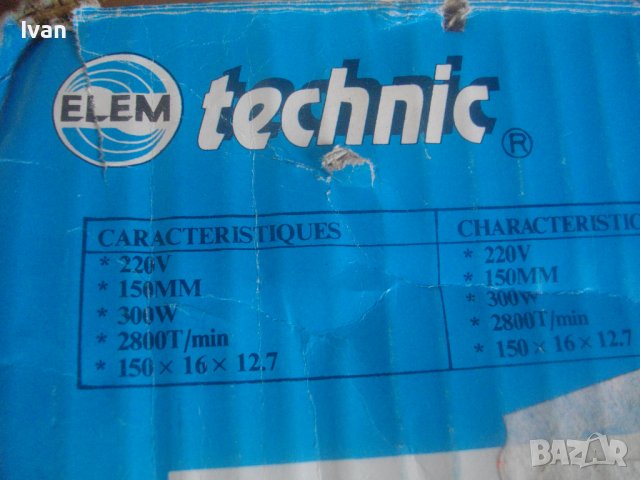 Ivan
ELEM technic ®
CARACTERISTIQUES
* 220V
* 150MM
* 300W
* 2800T/min
* 150 × 16 × 12.7
CHARACTERISTIC
* 220V
* 150MM
* 300W
* 2800T/min
* 150 × 16 × 12.7
BAZAR